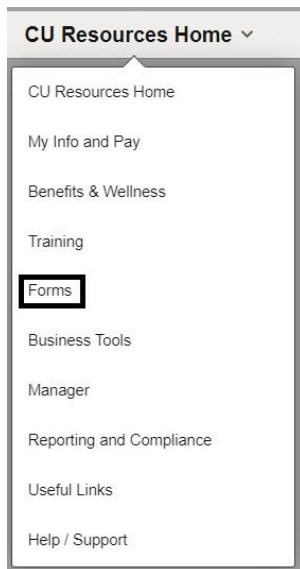 CU Resources Home
CU Resources Home
My Info and Pay
Benefits & Wellness
Training
Forms
Business Tools
Manager
Reporting and Compliance
Useful Links
Help / Support